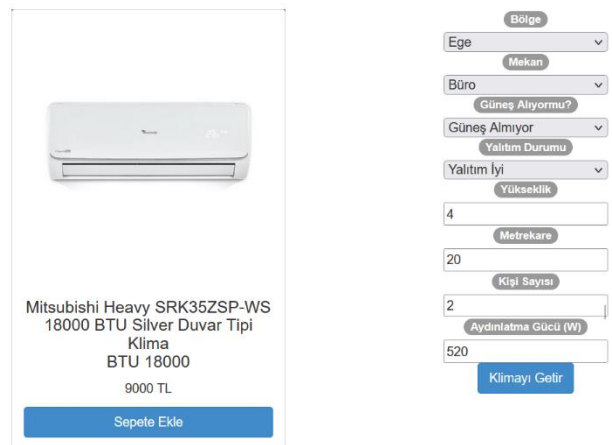 Mitsubishi Heavy SRK35ZSP-WS
18000 BTU Silver Duvar Tipi
Klima
BTU 18000
9000 TL
Sepete Ekle
Bölge
Ege
Mekan
Büro
Güneş Alıyormu?
Güneş Almıyor
Yalıtım Durumu
Yalıtım İyi
Yükseklik
4
Metrekare
20
Kişi Sayısı
2
Aydınlatma Gücü (W)
520
Klimayı Getir